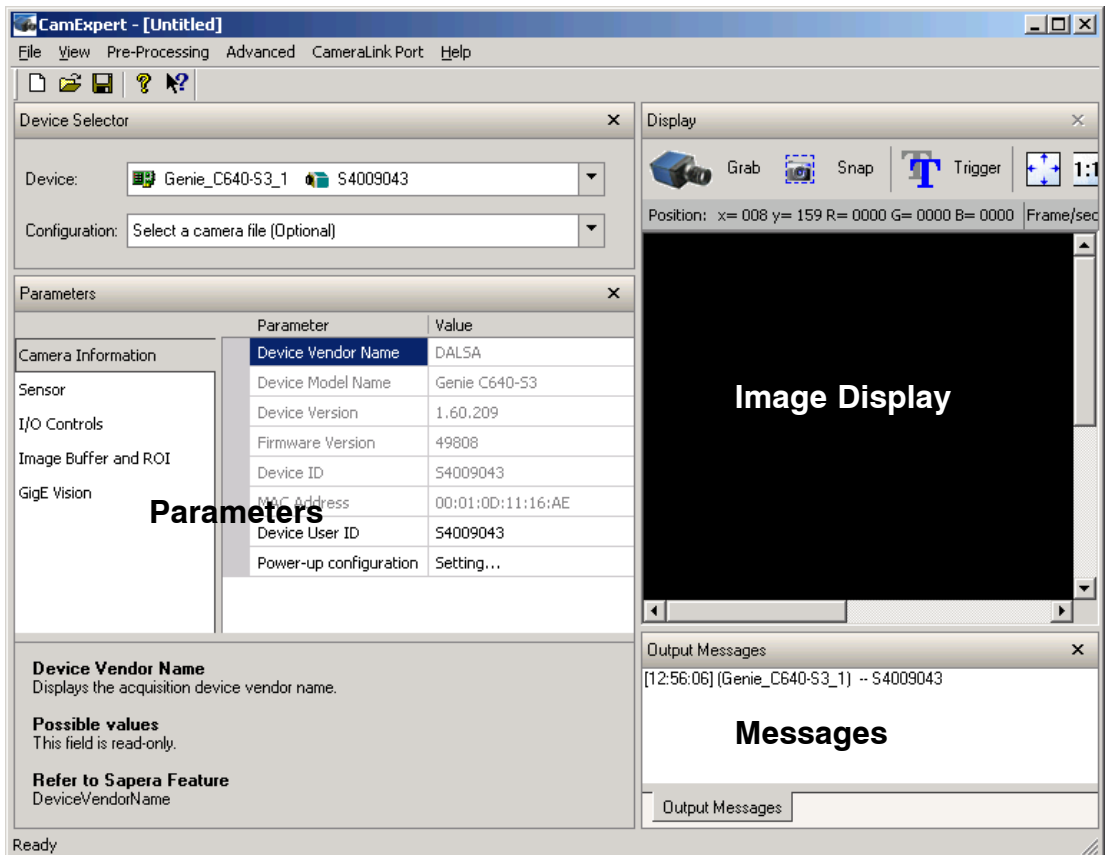 CamExpert - [Untitled]
File View Pre-Processing Advanced CameraLink Port Help
Device Selector
Device: Genie_C640-S3_1 S4009043
Configuration: Select a camera file (Optional)
Parameters
Parameter Value
Camera Information
Sensor
I/O Controls
Image Buffer and ROI
GigE Vision
Device Vendor Name DALSA
Device Model Name Genie C640-S3
Device Version 1.60.209
Firmware Version 49808
Device ID S4009043
MAC Address 00:01:0D:11:16:AE
Device User ID S4009043
Power-up configuration Setting...
Parameters
Device Vendor Name
Displays the acquisition device vendor name.
Possible values
This field is read-only.
Refer to Sapera Feature
DeviceVendorName
Display
Grab Snap Trigger 1:1
Position: x= 008 y= 159 R= 0000 G= 0000 B= 0000 Frame/sec
Image Display
Output Messages
[12:56:06] (Genie_C640-S3_1) -- S4009043
Messages
Output Messages
Ready